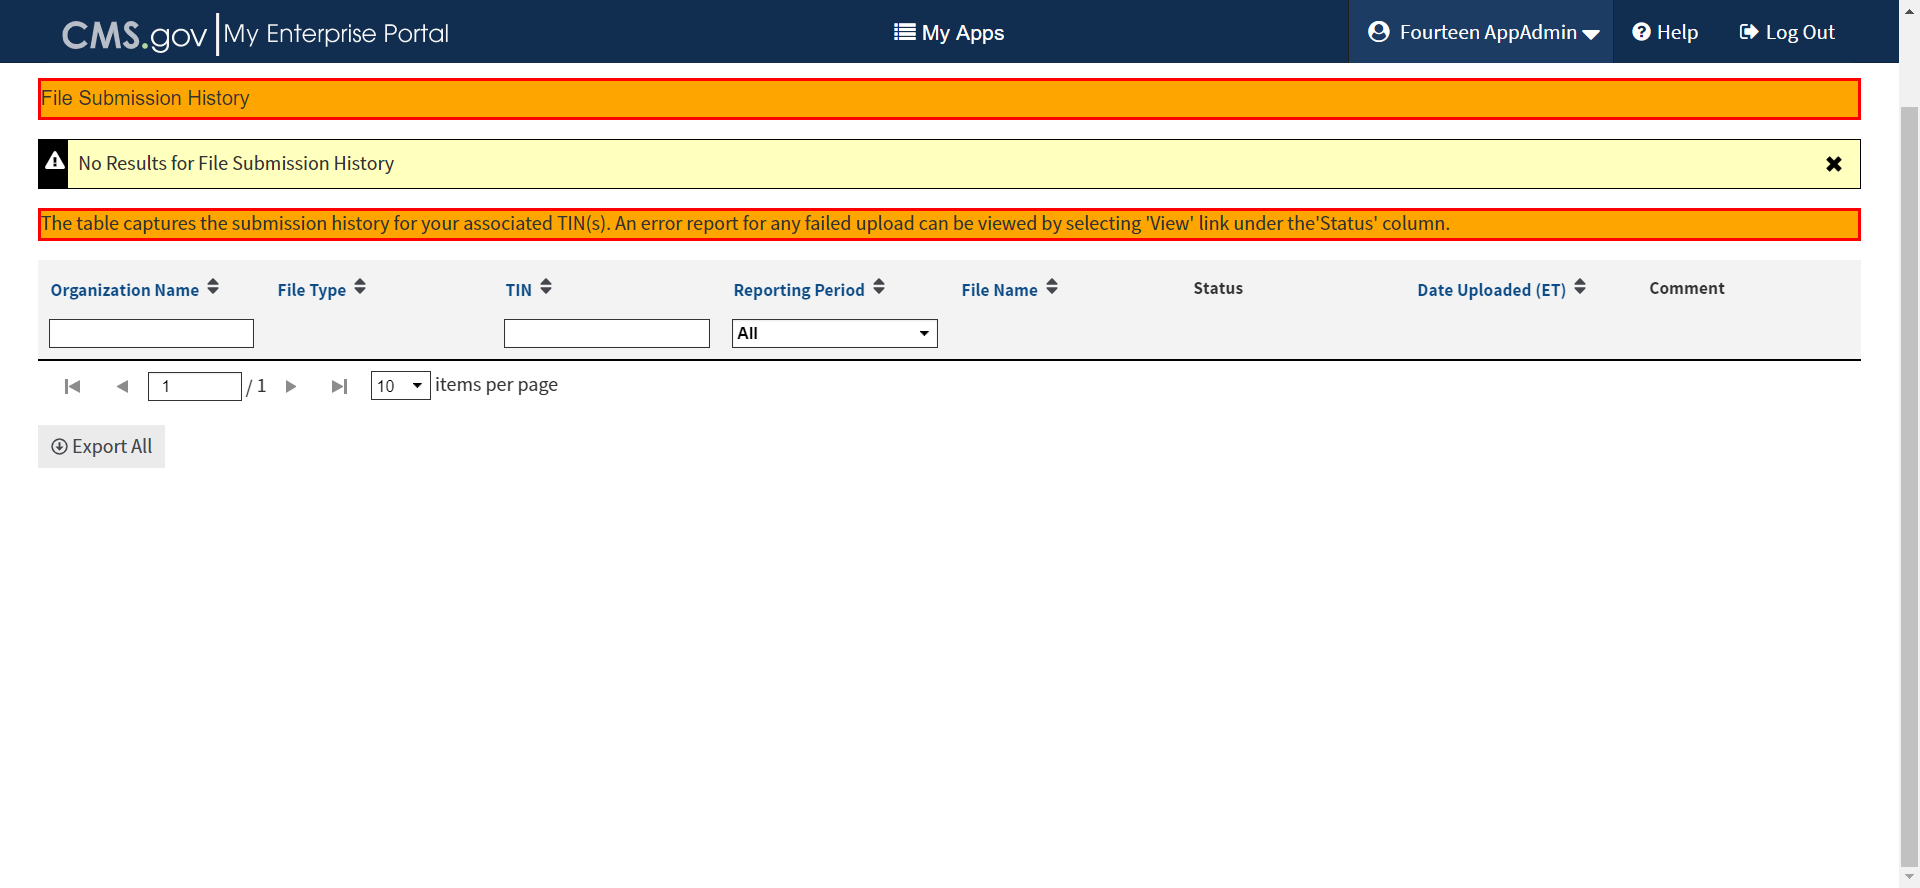 CMS.gov My Enterprise Portal
My Apps
Fourteen AppAdmin
Help
Log Out
File Submission History
No Results for File Submission History
The table captures the submission history for your associated TIN(s). An error report for any failed upload can be viewed by selecting 'View' link under the'Status' column.
Organization Name File Type TIN Reporting Period File Name Status Date Uploaded (ET) Comment
All
1 / 1 10 items per page
Export All